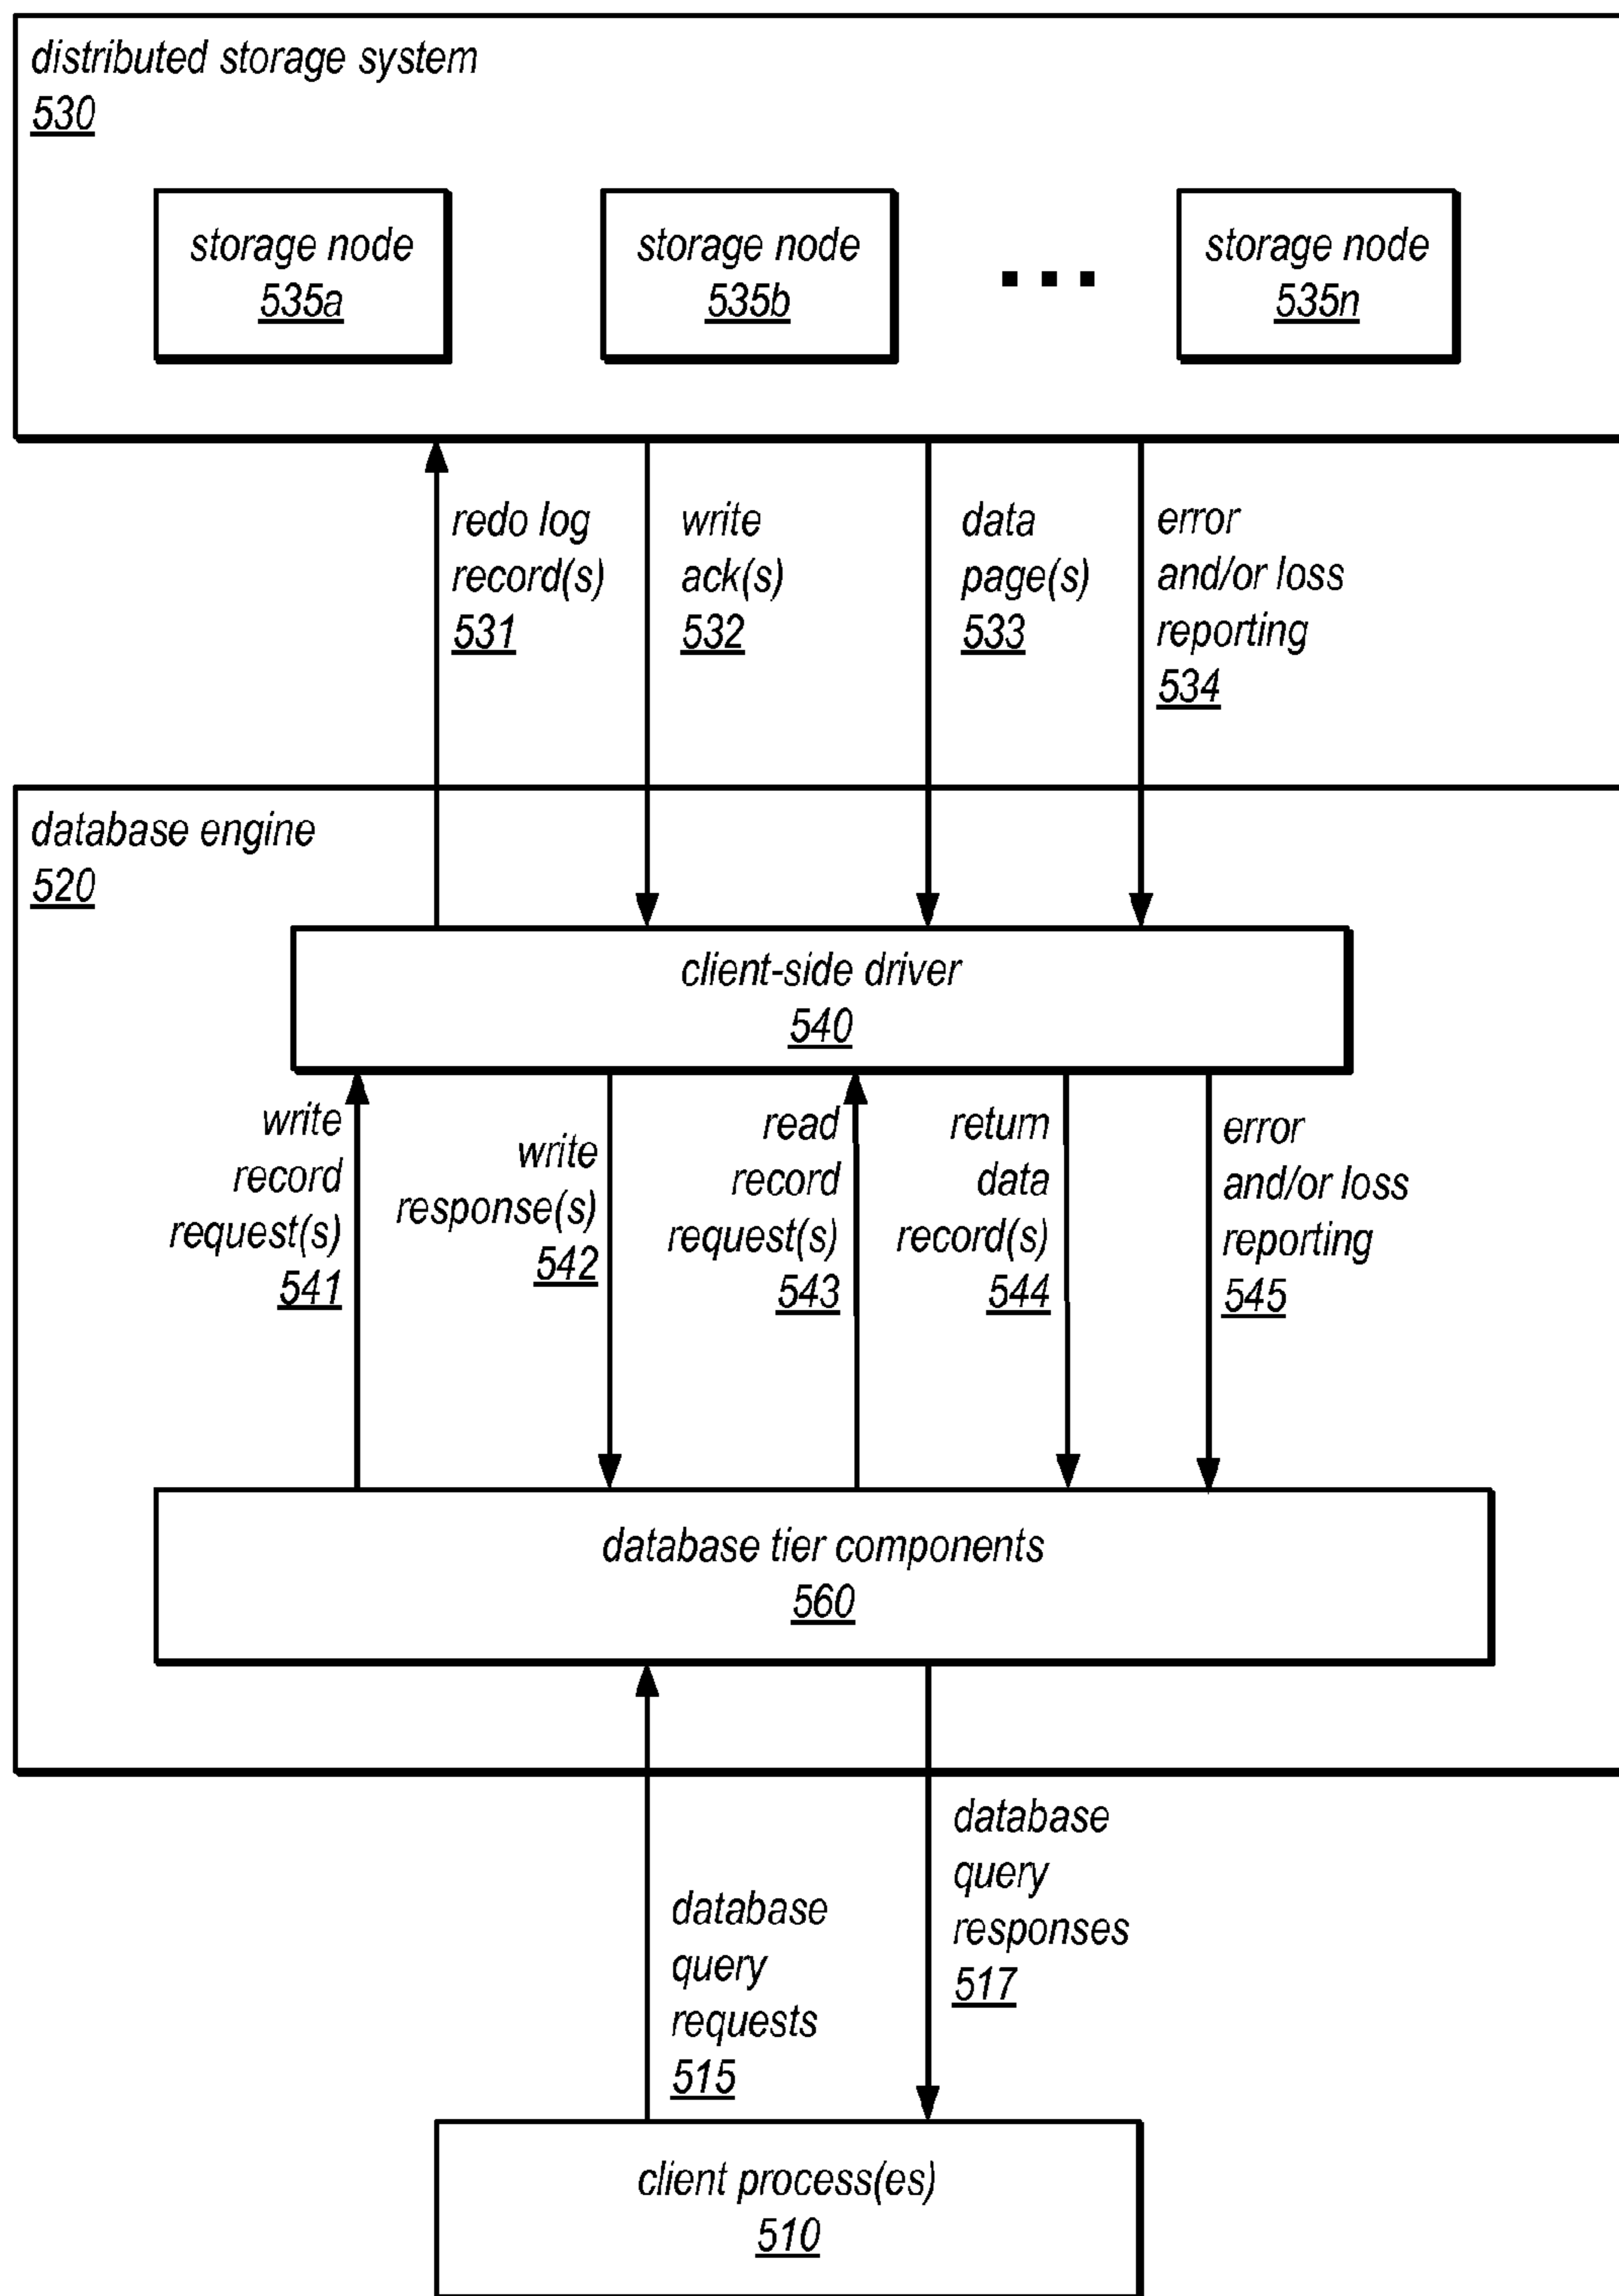 distributed storage system
530
storage node
535a
storage node
535b
storage node
535n
redo log
record(s)
531
write
ack(s)
532
data
page(s)
533
error
and/or loss
reporting
534
database engine
520
client-side driver
540
write
record
request(s)
541
write
response(s)
542
read
record
request(s)
543
return
data
record(s)
544
error
and/or loss
reporting
545
database tier components
560
database
query
requests
515
database
query
responses
517
client process(es)
510